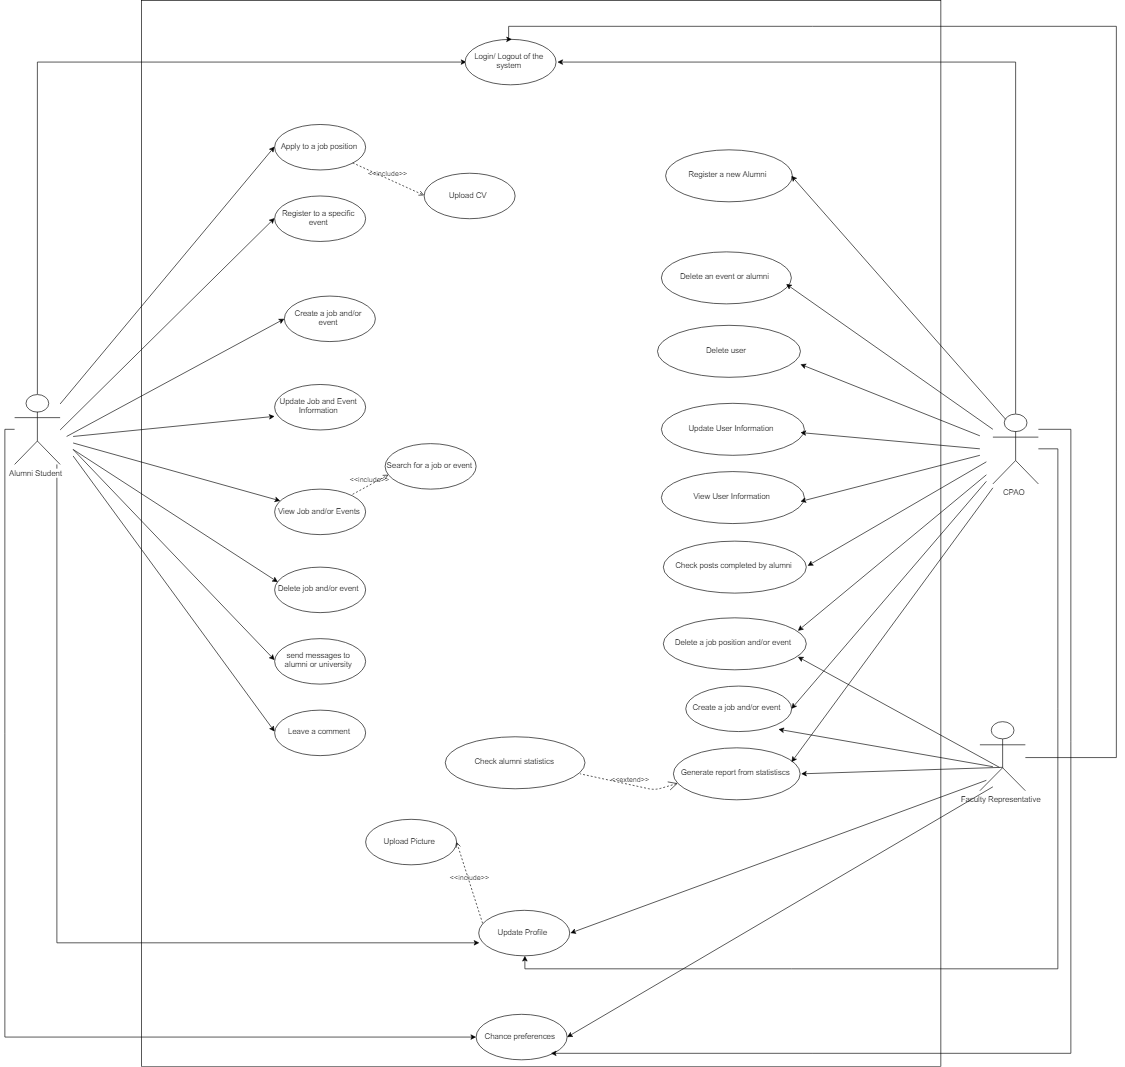 Login/ Logout of the
system
Apply to a job position
<<include>>
Upload CV
Register a new Alumni
Register to a specific
event
Delete an event or alumni
Create a job and/or
event
Delete user
Update Job and Event
Information
Update User Information
Alumni Student
Search for a job or event
<<include>>
View Job and/or Events
View User Information
CPAO
Check posts completed by alumni
Delete job and/or event
Delete a job position and/or event
send messages to
alumni or university
Create a job and/or event
Leave a comment
Check alumni statistics
<<extend>>
Generate report from statistiscs
Faculty Representative
Upload Picture
<<include>>
Update Profile
Chance preferences